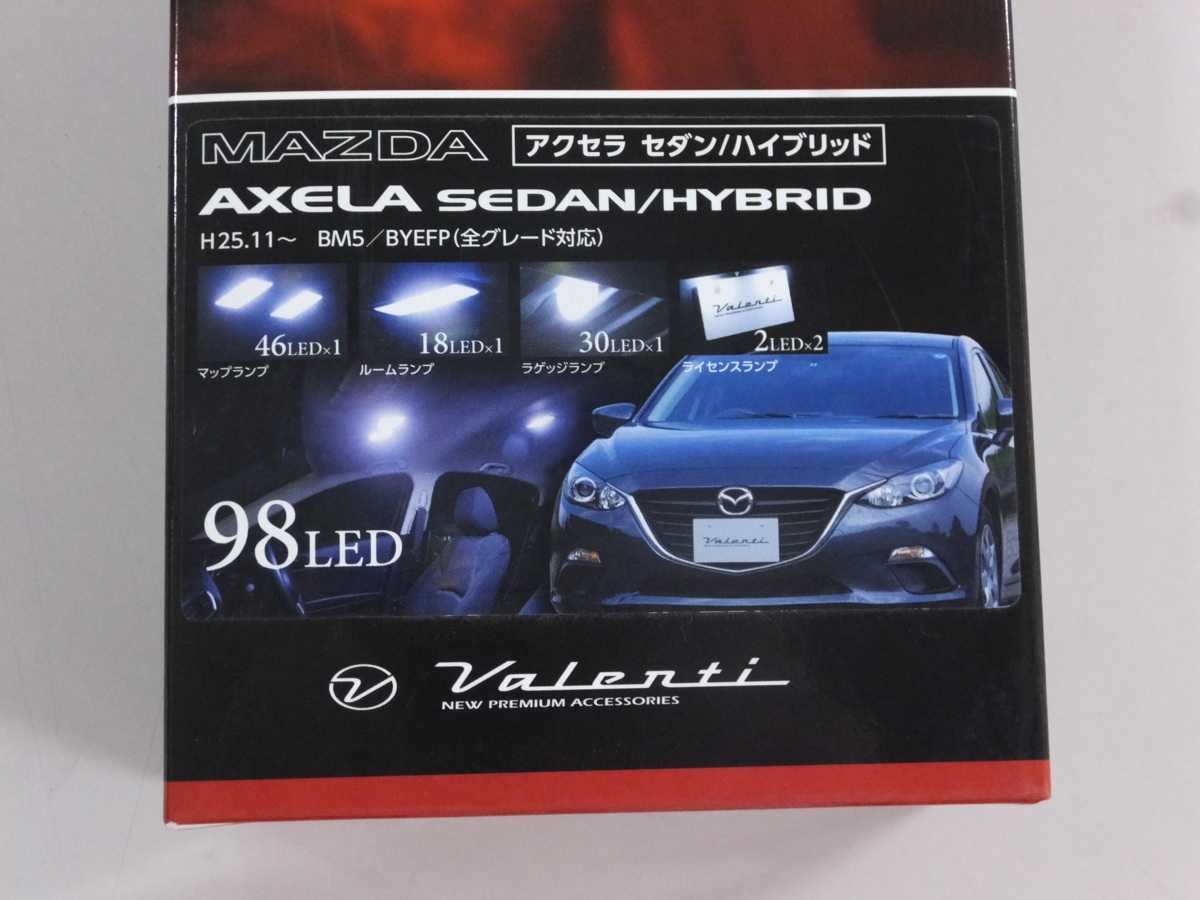 MAZDA アクセラ セダン/ハイブリッド
AXELA SEDAN/HYBRID
H25.11～ BM5／BYEFP（全グレード対応）
46LED×1
18LED×1
30LED×1
Valenti
2LED×2
マップランプ
ルームランプ
ラゲッジランプ
ライセンスランプ
98LED
Valenti
Valenti
NEW PREMIUM ACCESSORIES